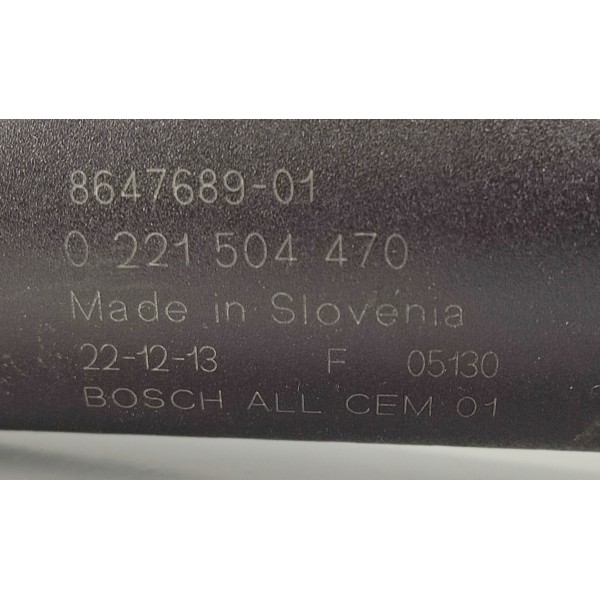 8647689-01
0 221 504 470
Made in Slovenia
22-12-13 F 05130
BOSCH ALL CEM 01